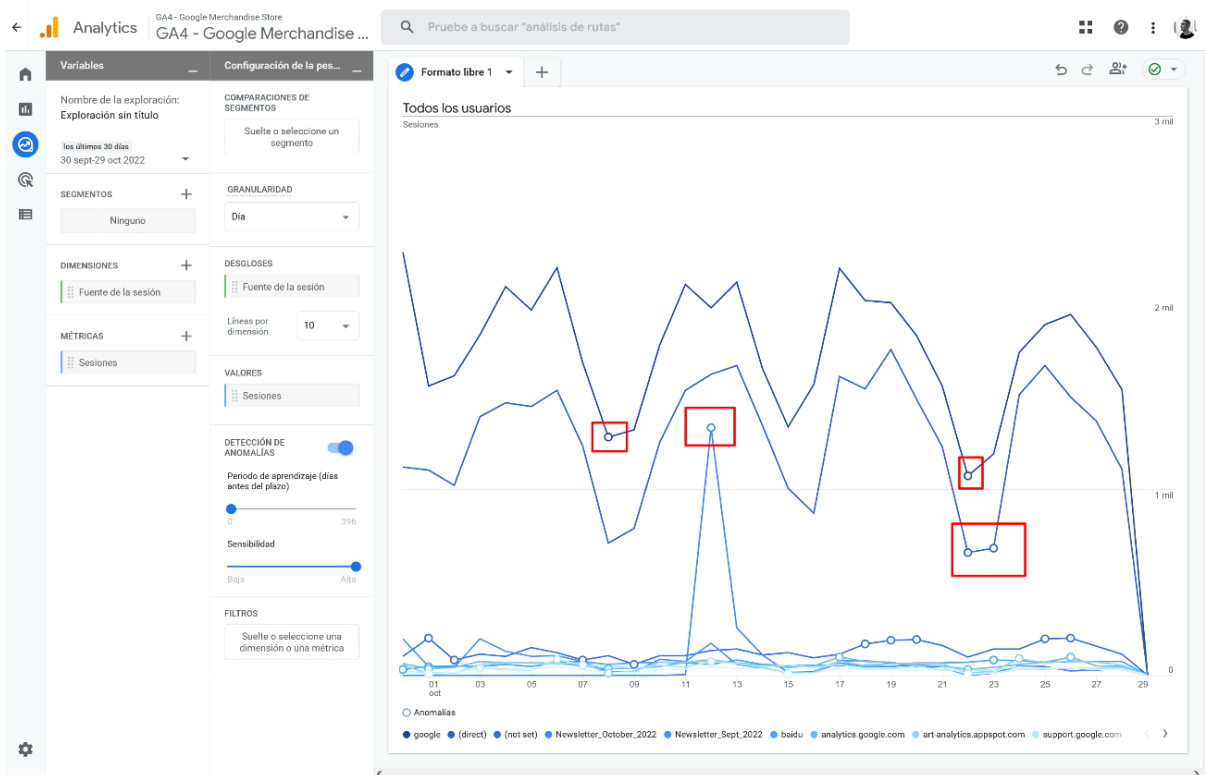 Analytics
GA4 - Google Merchandise Store
GA4 - Google Merchandise ...
Pruebe a buscar "análisis de rutas"
Variables
Nombre de la exploración:
Exploración sin título
los últimos 30 días
30 sept-29 oct 2022
SEGMENTOS
Ninguno
DIMENSIONES
Fuente de la sesión
MÉTRICAS
Sesiones
Configuración de la pes...
COMPARACIONES DE
SEGMENTOS
Suelte o seleccione un
segmento
GRANULARIDAD
Día
DESGLOSES
Fuente de la sesión
Líneas por
dimensión
10
VALORES
Sesiones
DETECCIÓN DE
ANOMALÍAS
Periodo de aprendizaje (días
antes del plazo)
0
396
Sensibilidad
Baja
Alta
FILTROS
Suelte o seleccione una
dimensión o una métrica
Formato libre 1
Todos los usuarios
Sesiones
3 mil
2 mil
1 mil
0
01 03 05 07 09 11 13 15 17 19 21 23 25 27 29
oct
Anomalías
google (direct) (not set) Newsletter_October_2022 Newsletter_Sept_2022 baidu analytics.google.com art-analytics.appspot.com support.google.com